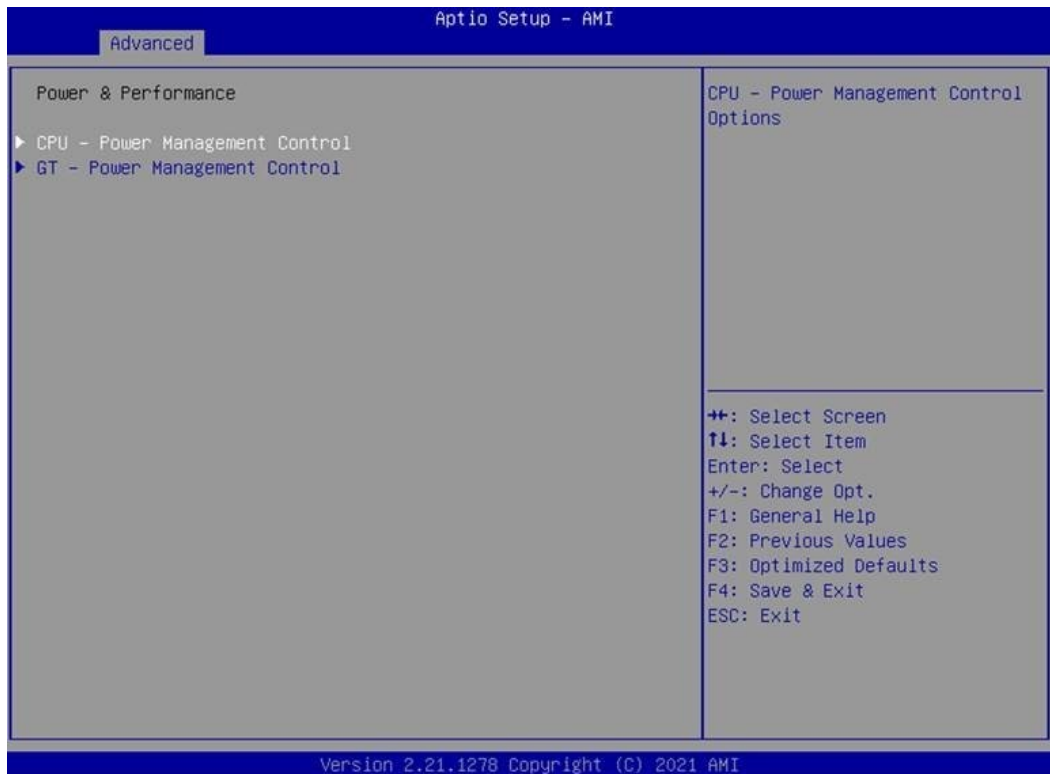 Aptio Setup – AMI
Advanced
Power & Performance
▶ CPU – Power Management Control
▶ GT – Power Management Control
CPU – Power Management Control
Options
→←: Select Screen
↑↓: Select Item
Enter: Select
+/-: Change Opt.
F1: General Help
F2: Previous Values
F3: Optimized Defaults
F4: Save & Exit
ESC: Exit
Version 2.21.1278 Copyright (C) 2021 AMI